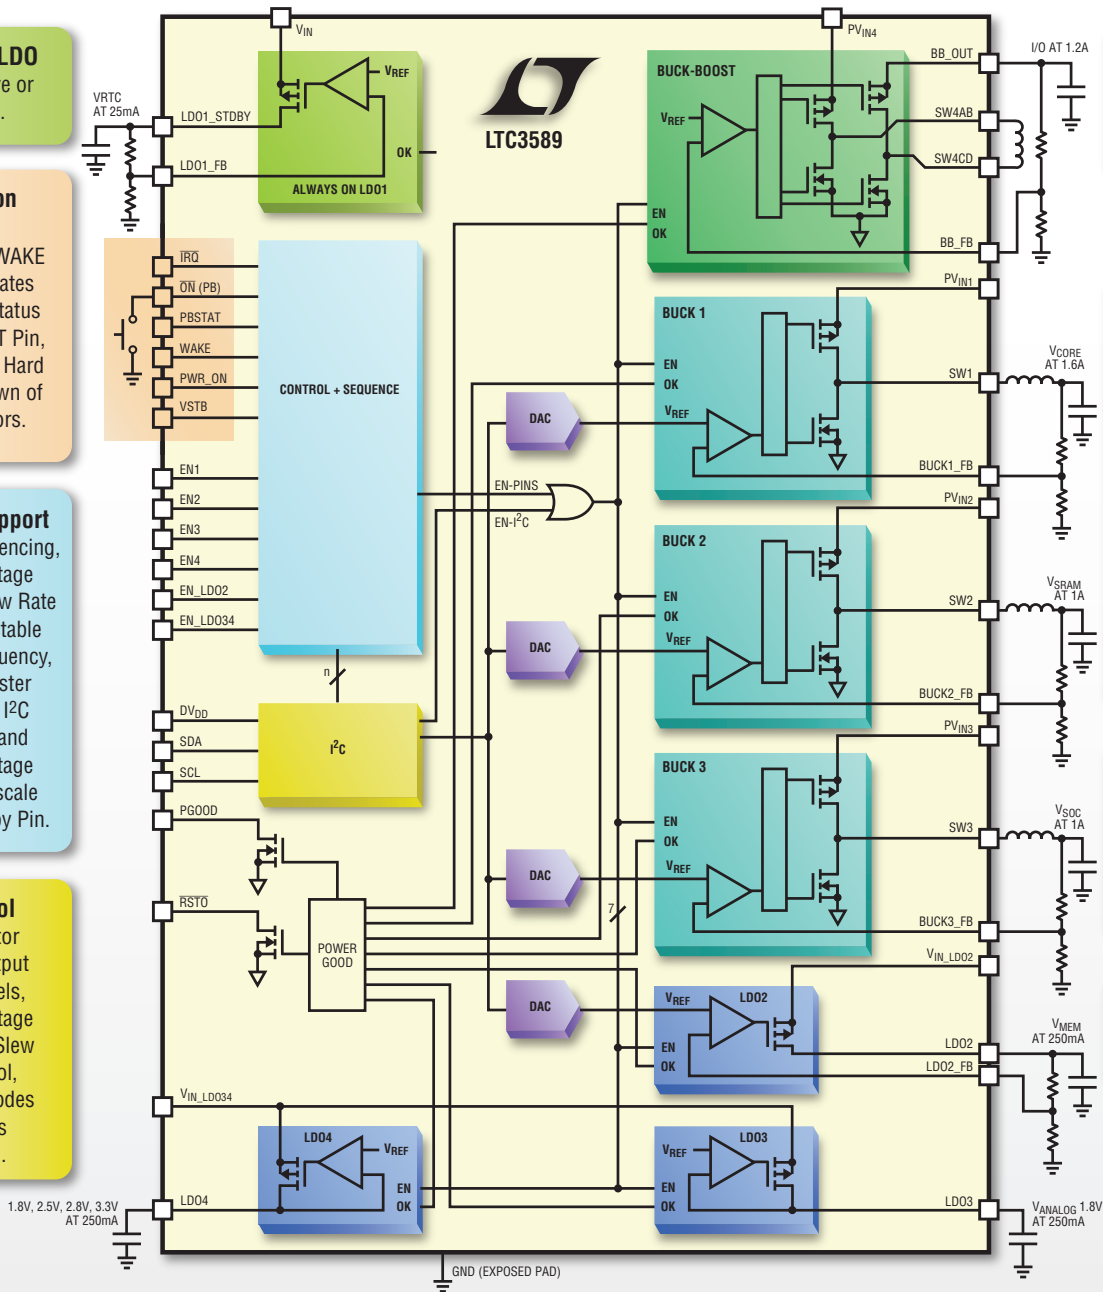 LDO
e or
.
on
WAKE
ates
tatus
T Pin,
Hard
wn of
ors.
pport
encing,
tage
w Rate
table
uency,
ster
I²C
and
tage
scale
by Pin.
ol
tor
tput
els,
tage
Slew
ol,
odes
s
.
VIN
PVIN4
VREF
OK
ALWAYS ON LDO1
VRTC
AT 25mA
LDO1_STDBY
LDO1_FB
LTC3589
BUCK-BOOST
VREF
EN
OK
BB_OUT
I/O AT 1.2A
SW4AB
SW4CD
BB_FB
PVIN1
IRQ
ON (PB)
PBSTAT
WAKE
PWR_ON
VSTB
CONTROL + SEQUENCE
EN1
EN2
EN3
EN4
EN_LDO2
EN_LDO34
n
DVDD
SDA
SCL
I²C
EN-PINS
EN-I²C
DAC
DAC
DAC
DAC
7
BUCK 1
EN
OK
VREF
SW1
VCORE
AT 1.6A
BUCK1_FB
PVIN2
BUCK 2
EN
OK
VREF
SW2
VSRAM
AT 1A
BUCK2_FB
PVIN3
BUCK 3
EN
OK
VREF
SW3
VSOC
AT 1A
BUCK3_FB
VIN_LDO2
PGOOD
RSTO
POWER
GOOD
VREF
LDO2
EN
OK
LDO2
LDO2_FB
VMEM
AT 250mA
VIN_LDO34
LDO4
VREF
EN
OK
LDO4
1.8V, 2.5V, 2.8V, 3.3V
AT 250mA
LDO3
VREF
EN
OK
LDO3
VANALOG 1.8V
AT 250mA
GND (EXPOSED PAD)